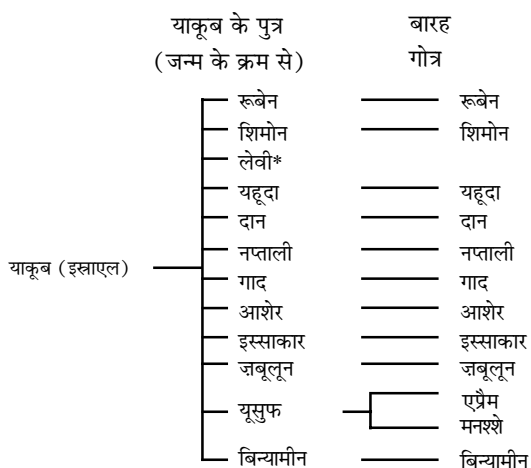 याकूब के पुत्र बारह
(जन्म के क्रम से) गोत्र
रूबेन रूबेन
शिमोन शिमोन
लेवी*
यहूदा यहूदा
दान दान
नप्ताली नप्ताली
याकूब (इस्राएल)
गाद गाद
आशेर आशेर
इस्साकार इस्साकार
ज़बूलून ज़बूलून
एप्रैम
यूसुफ
मनश्शे
बिन्यामीन बिन्यामीन